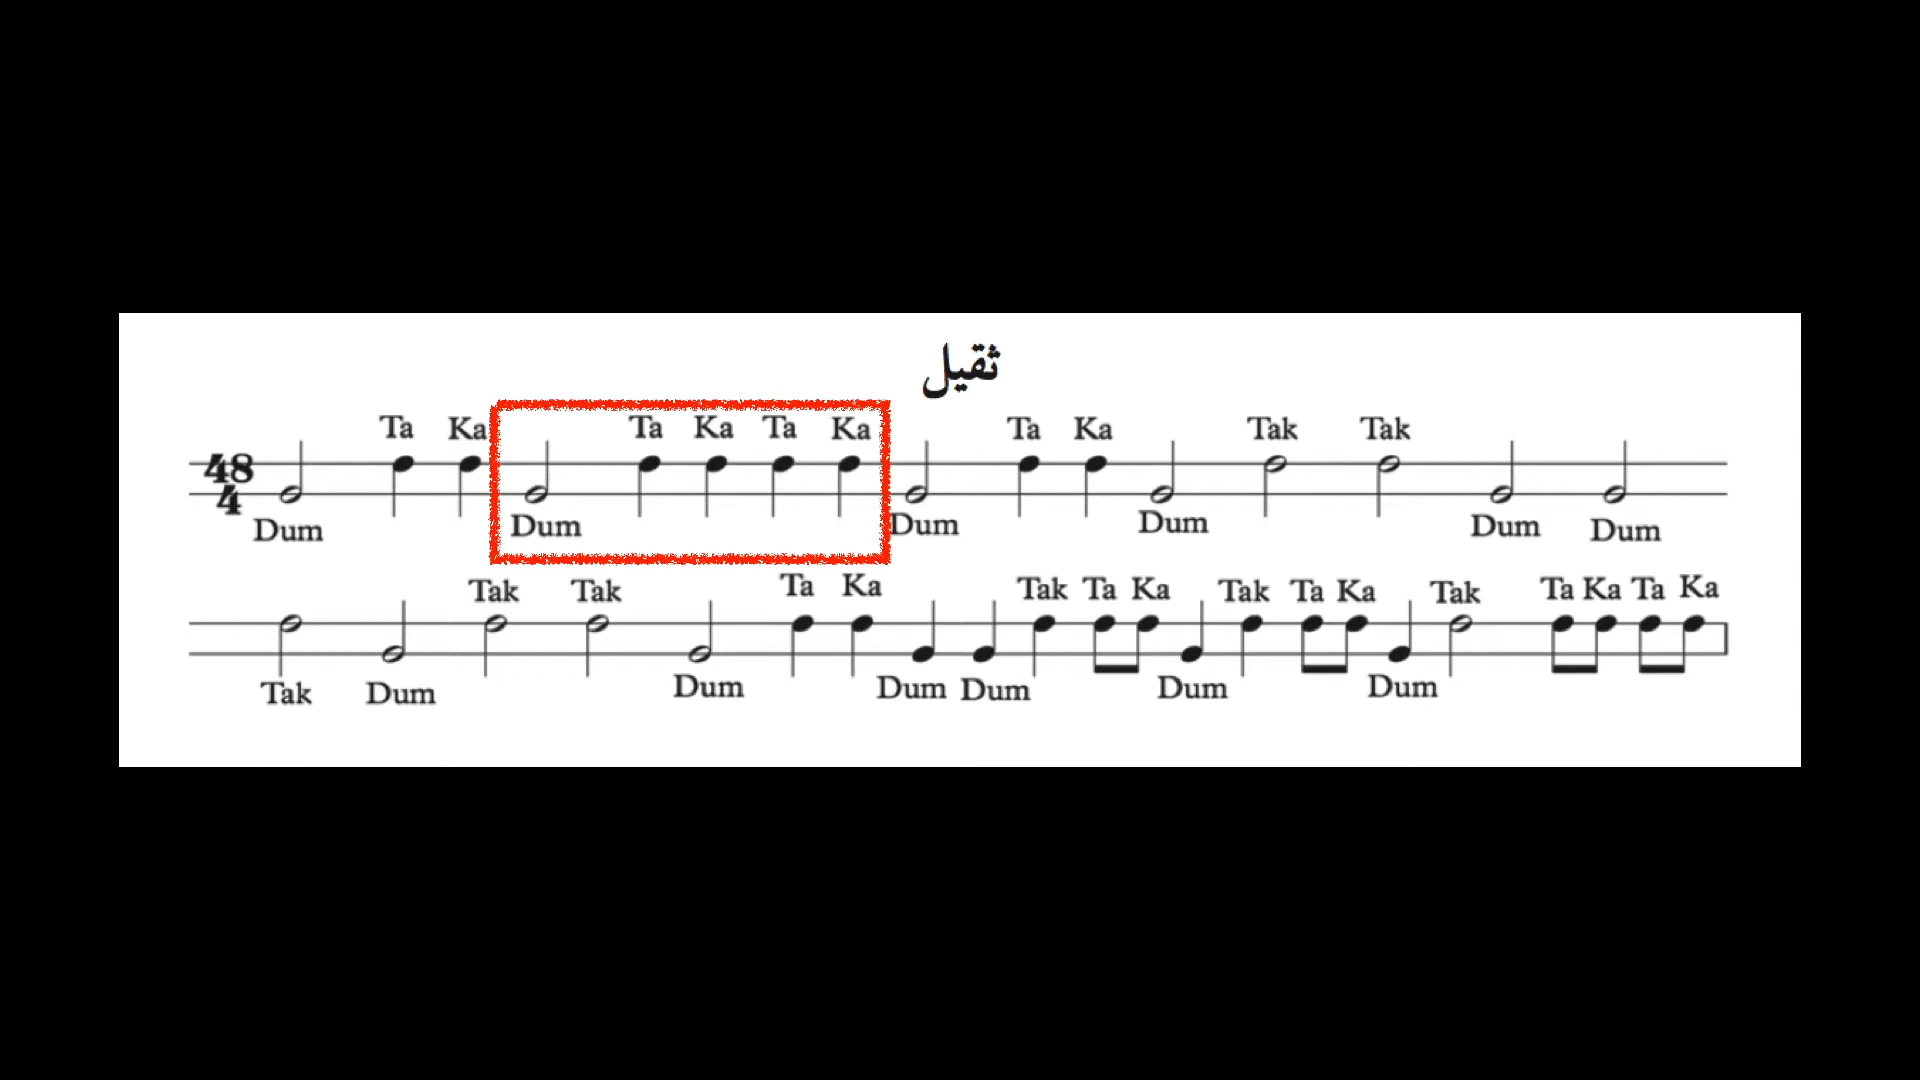 ثقيل
Ta Ka Ta Ka Ta Ka Ta Ka Tak Tak
48
4
Dum Dum Dum Dum Dum Dum
Tak Tak Ta Ka Tak Ta Ka Tak Ta Ka Tak Ta Ka Ta Ka
Tak Dum Dum Dum Dum Dum Dum